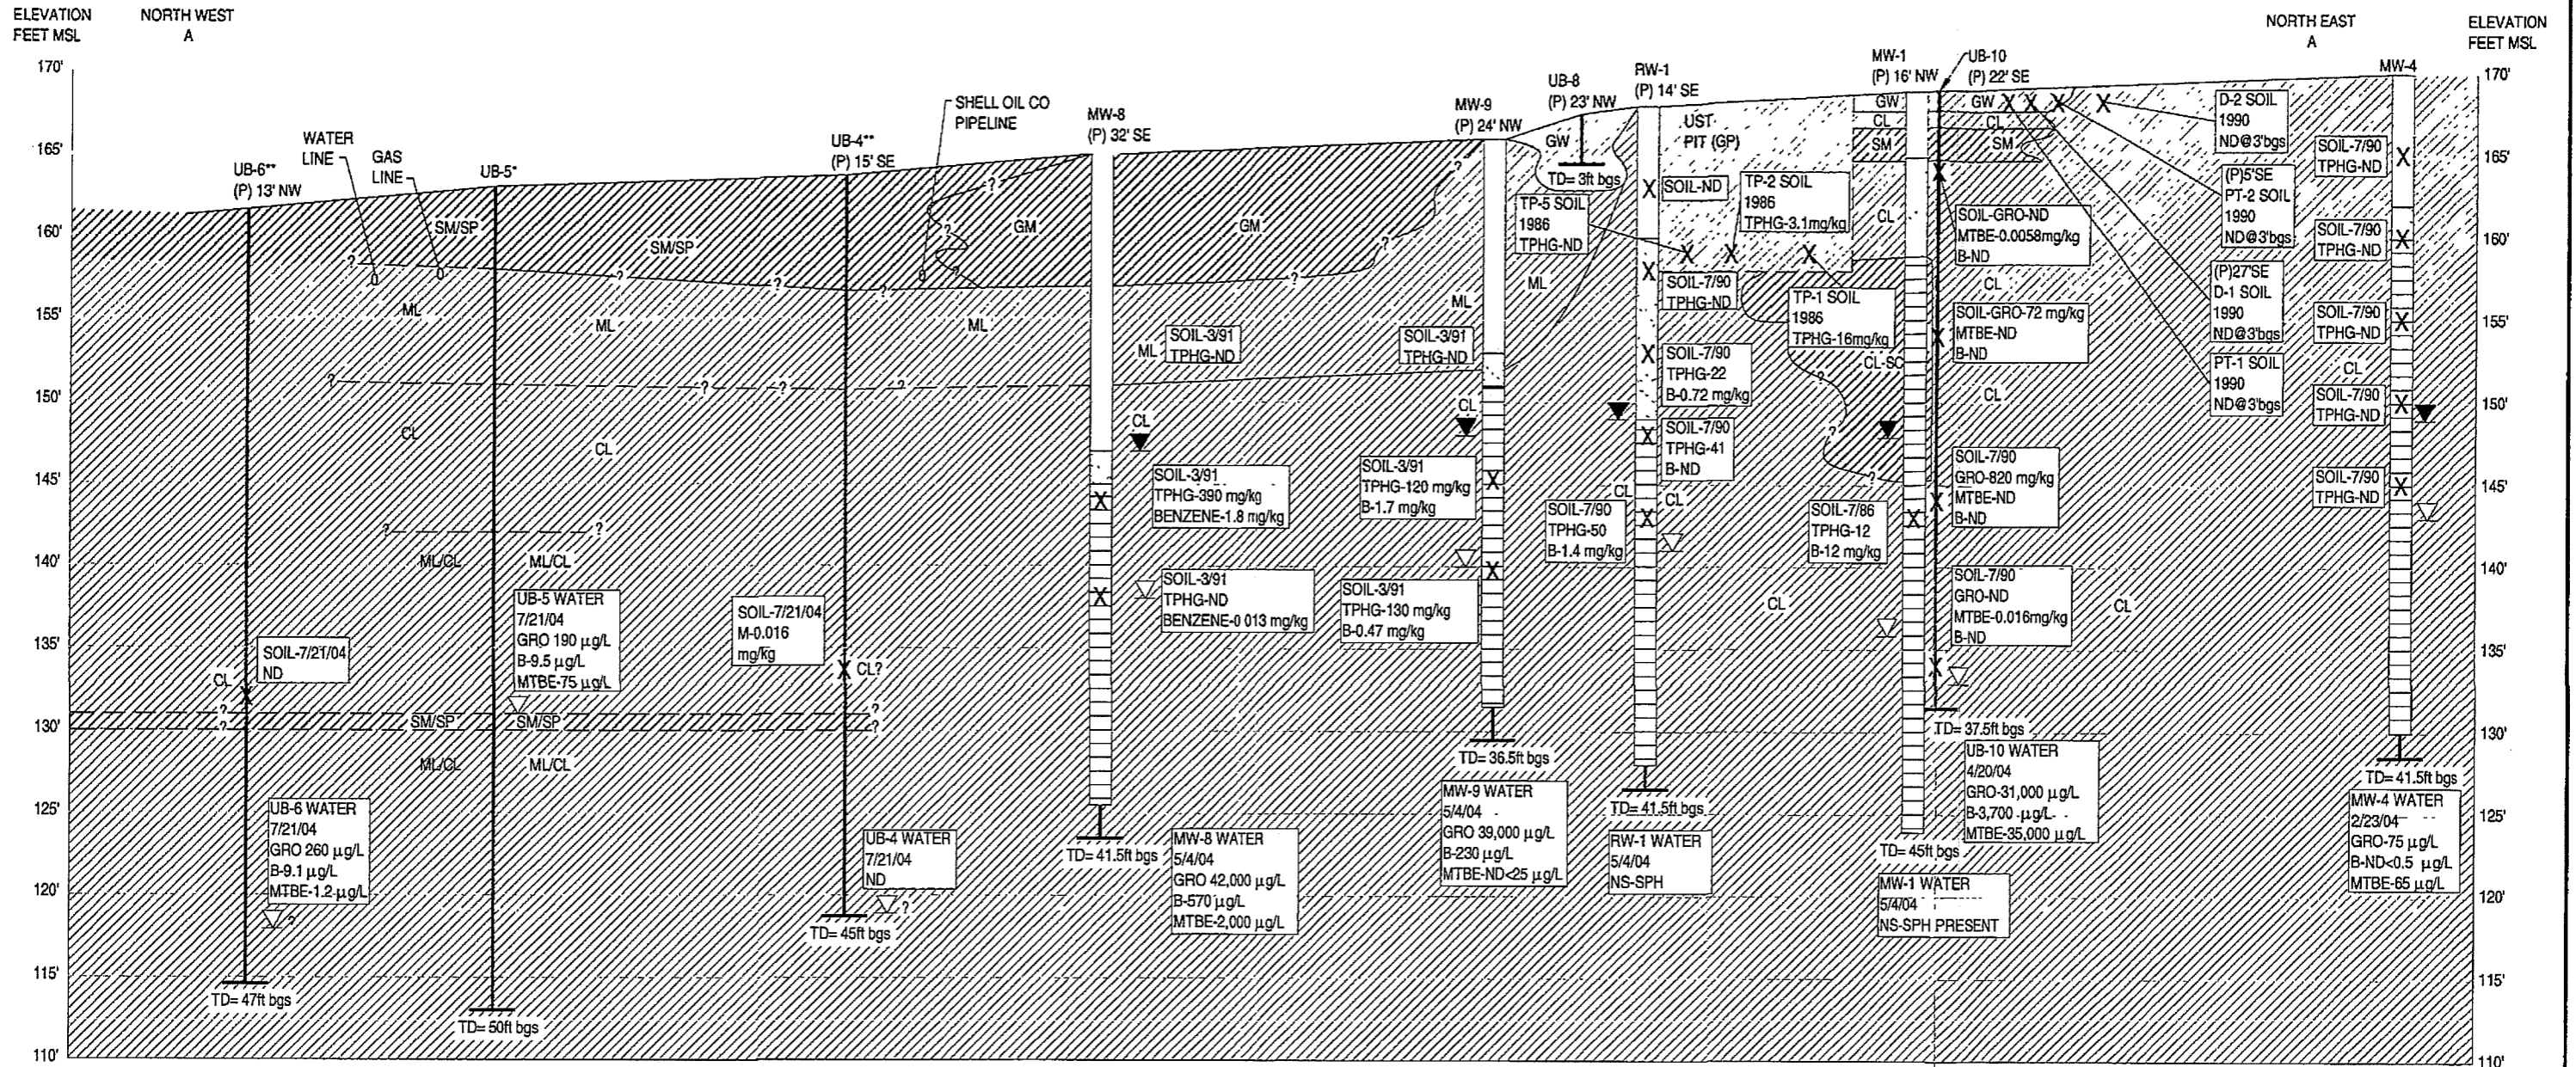 ELEVATION
FEET MSL
NORTH WEST
A
NORTH EAST
A
ELEVATION
FEET MSL
170'
165'
160'
155'
150'
145'
140'
135'
130'
125'
120'
115'
110'
UB-6**
(P) 13' NW
WATER
LINE
GAS
LINE
UB-5*
UB-4**
(P) 15' SE
SHELL OIL CO
PIPELINE
MW-8
(P) 32' SE
MW-9
(P) 24' NW
UB-8
(P) 23' NW
RW-1
(P) 14' SE
MW-1
(P) 16' NW
UB-10
(P) 22' SE
MW-4
SM/SP
SM/SP
GM
GM
GW
TD= 3ft bgs
UST
PIT (GP)
GW
CL
SM
GW
CL
SM
CL
CL
CL-SC
CL
CL
ML
ML
ML
ML
ML
ML
CL
CL
CL
CL
CL
CL
CL
CL
ML/CL
ML/CL
SM/SP
SM/SP
ML/CL
ML/CL
CL
CL?
SOIL-7/21/04
ND
UB-6 WATER
7/21/04
GRO 260 µg/L
B-9.1 µg/L
MTBE-1.2 µg/L
?
TD= 47ft bgs
UB-5 WATER
7/21/04
GRO 190 µg/L
B-9.5 µg/L
MTBE-75 µg/L
TD= 50ft bgs
SOIL-7/21/04
M-0.016
mg/kg
UB-4 WATER
7/21/04
ND
?
TD= 45ft bgs
SOIL-3/91
TPHG-ND
SOIL-3/91
TPHG-390 mg/kg
BENZENE-1.8 mg/kg
SOIL-3/91
TPHG-ND
BENZENE-0 013 mg/kg
TD= 41.5ft bgs
MW-8 WATER
5/4/04
GRO 42,000 µg/L
B-570 µg/L
MTBE-2,000 µg/L
SOIL-3/91
TPHG-ND
SOIL-3/91
TPHG-120 mg/kg
B-1.7 mg/kg
SOIL-3/91
TPHG-130 mg/kg
B-0.47 mg/kg
TD= 36.5ft bgs
MW-9 WATER
5/4/04
GRO 39,000 µg/L
B-230 µg/L
MTBE-ND<25 µg/L
TP-5 SOIL
1986
TPHG-ND
SOIL-ND
TP-2 SOIL
1986
TPHG-3.1mg/kg
SOIL-7/90
TPHG-ND
TP-1 SOIL
1986
TPHG-16mg/kg
SOIL-7/90
TPHG-22
B-0.72 mg/kg
SOIL-7/90
TPHG-41
B-ND
SOIL-7/90
TPHG-50
B-1.4 mg/kg
TD= 41.5ft bgs
RW-1 WATER
5/4/04
NS-SPH
SOIL-7/86
TPHG-12
B-12 mg/kg
TD= 45ft bgs
MW-1 WATER
5/4/04
NS-SPH PRESENT
SOIL-GRO-ND
MTBE-0.0058mg/kg
B-ND
SOIL-GRO-72 mg/kg
MTBE-ND
B-ND
SOIL-7/90
GRO-820 mg/kg
MTBE-ND
B-ND
SOIL-7/90
GRO-ND
MTBE-0.016mg/kg
B-ND
TD= 37.5ft bgs
UB-10 WATER
4/20/04
GRO-31,000 µg/L
B-3,700 µg/L
MTBE-35,000 µg/L
D-2 SOIL
1990
ND@3'bgs
(P)5'SE
PT-2 SOIL
1990
ND@3'bgs
(P)27'SE
D-1 SOIL
1990
ND@3'bgs
PT-1 SOIL
1990
ND@3'bgs
SOIL-7/90
TPHG-ND
SOIL-7/90
TPHG-ND
SOIL-7/90
TPHG-ND
CL
SOIL-7/90
TPHG-ND
SOIL-7/90
TPHG-ND
TD= 41.5ft bgs
MW-4 WATER
2/23/04
GRO-75 µg/L
B-ND<0.5 µg/L
MTBE-65 µg/L
170'
165'
160'
155'
150'
145'
140'
135'
130'
125'
120'
115'
110'